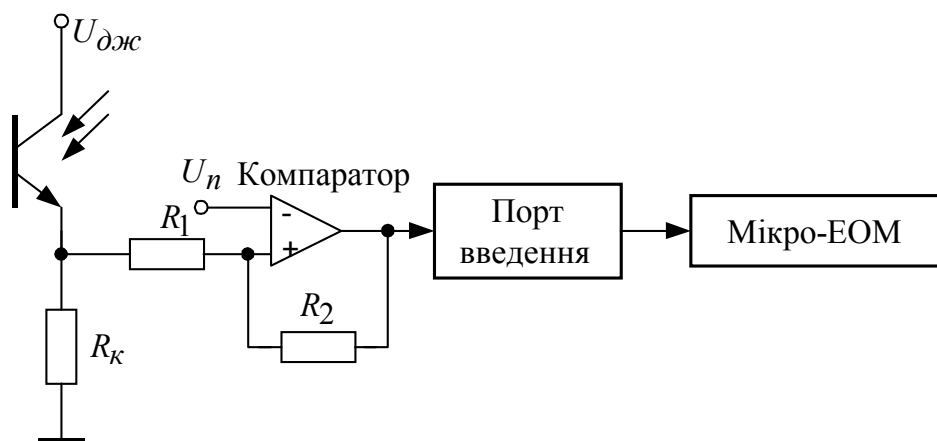 Uдж
Uп Компаратор
R1
-
+
R2
Rк
Порт
введення
Мікро-ЕОМ